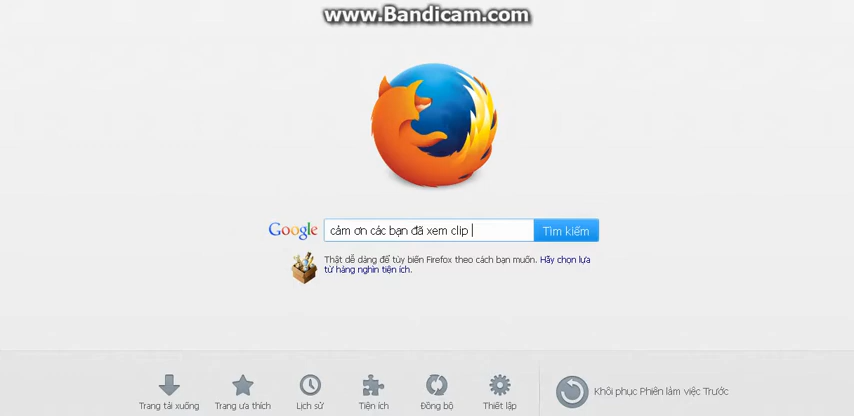 www.Bandicam.com
Google
cảm ơn các bạn đã xem clip
Tìm kiếm
Thật dễ dàng để tùy biến Firefox theo cách bạn muốn. Hãy chọn lựa
từ hàng nghìn tiện ích.
Trang tải xuống
Trang ưa thích
Lịch sử
Tiện ích
Đồng bộ
Thiết lập
Khôi phục Phiên làm việc Trước